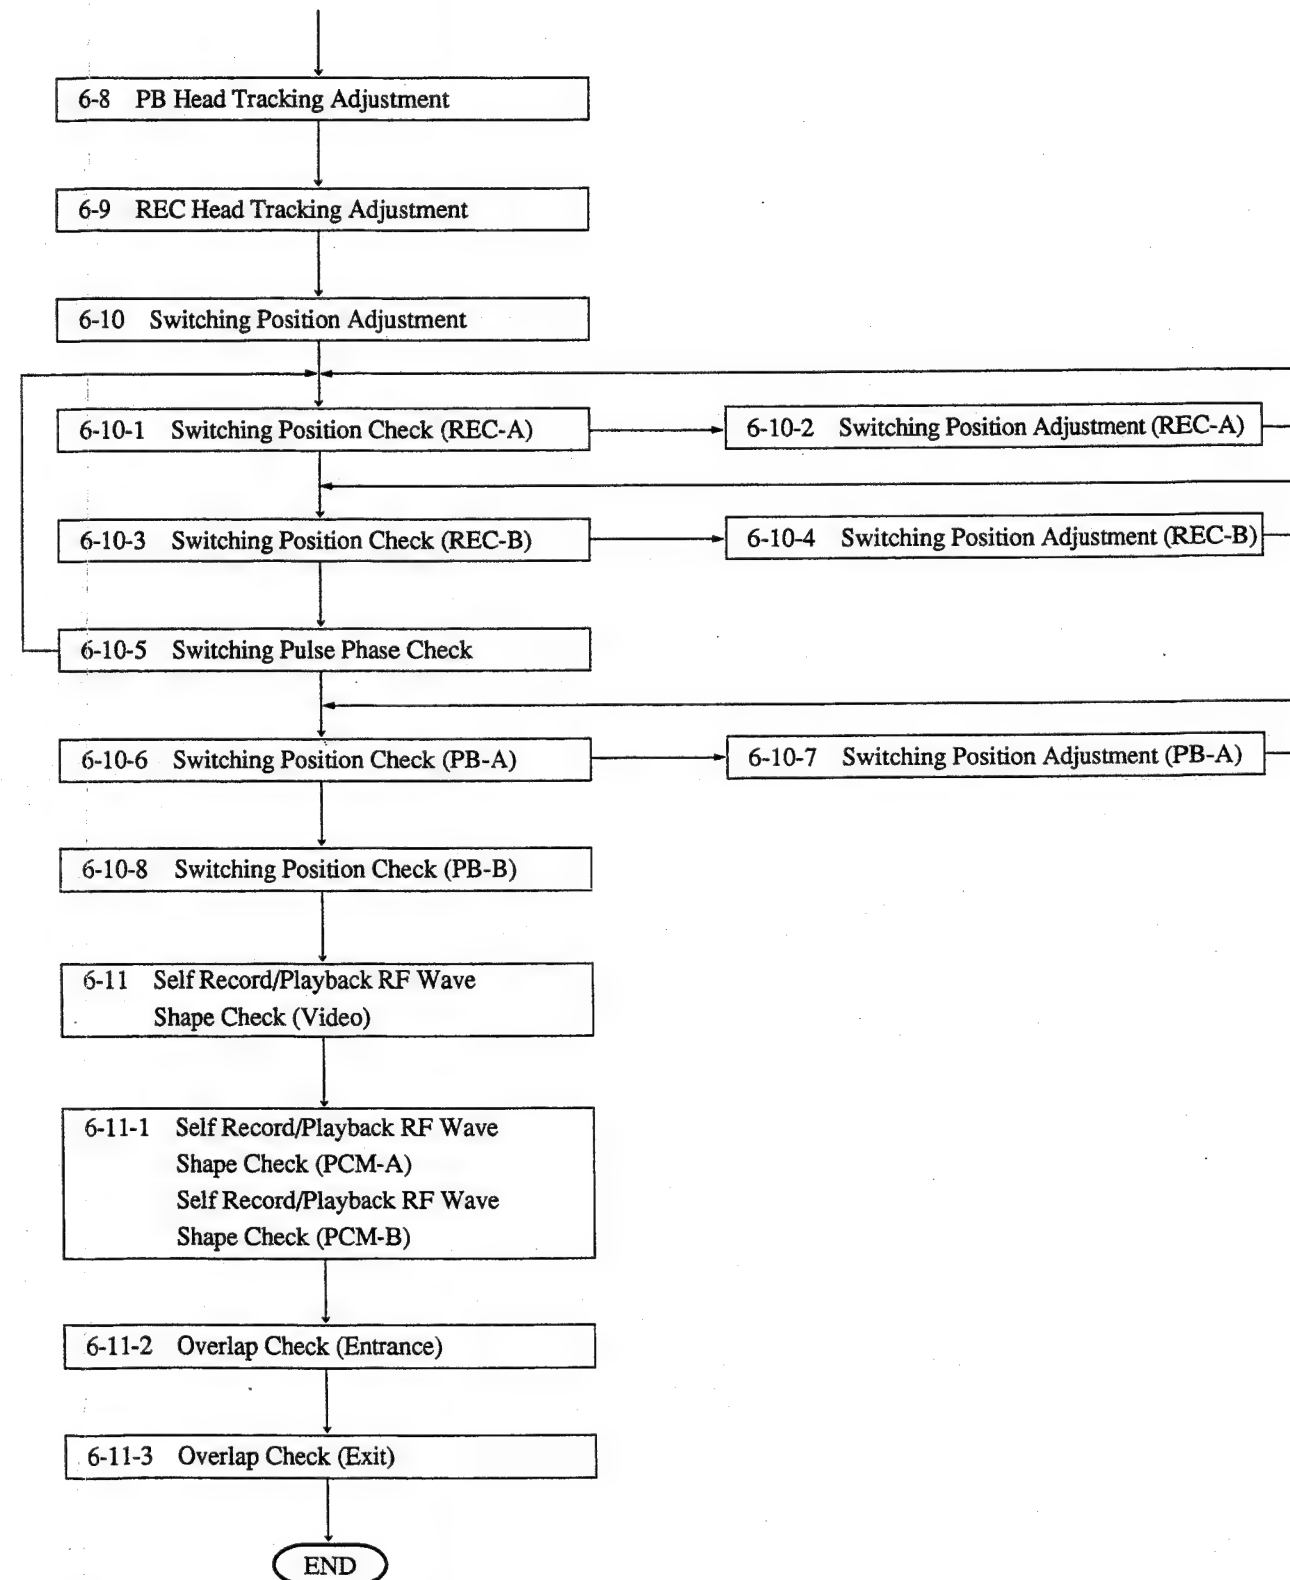 6-8 PB Head Tracking Adjustment
6-9 REC Head Tracking Adjustment
6-10 Switching Position Adjustment
6-10-1 Switching Position Check (REC-A)
6-10-2 Switching Position Adjustment (REC-A)
6-10-3 Switching Position Check (REC-B)
6-10-4 Switching Position Adjustment (REC-B)
6-10-5 Switching Pulse Phase Check
6-10-6 Switching Position Check (PB-A)
6-10-7 Switching Position Adjustment (PB-A)
6-10-8 Switching Position Check (PB-B)
6-11 Self Record/Playback RF Wave
Shape Check (Video)
6-11-1 Self Record/Playback RF Wave
Shape Check (PCM-A)
Self Record/Playback RF Wave
Shape Check (PCM-B)
6-11-2 Overlap Check (Entrance)
6-11-3 Overlap Check (Exit)
END